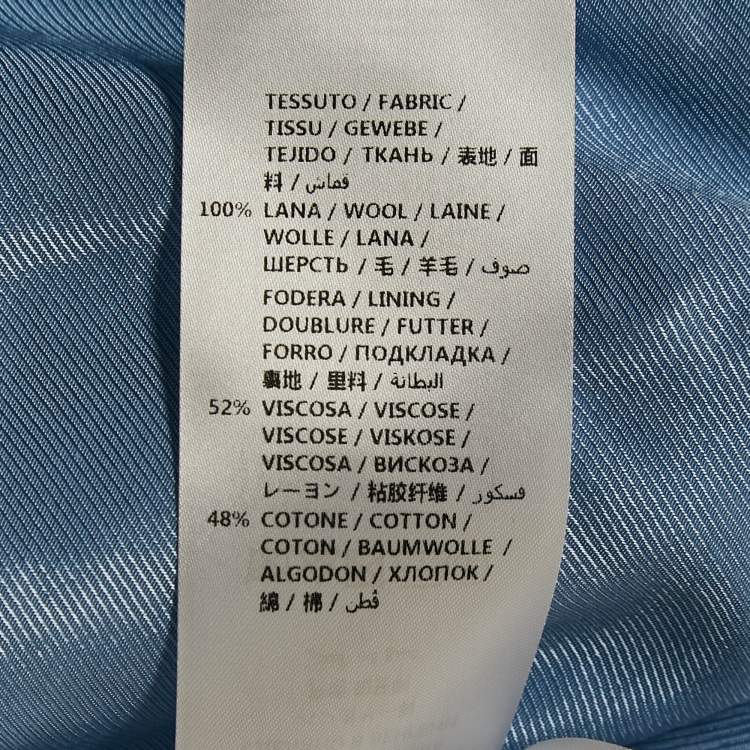 TESSUTO / FABRIC /
TISSU / GEWEBE /
TEJIDO / ТКАНЬ / 表地 / 面
料 / قماش
100% LANA / WOOL / LAINE /
WOLLE / LANA /
ШЕРСТЬ / 毛 / 羊毛 / صوف
FODERA / LINING /
DOUBLURE / FUTTER /
FORRO / ПОДКЛАДКА /
裏地 / 里料 / البطانة
52% VISCOSA / VISCOSE /
VISCOSE / VISKOSE /
VISCOSA / ВИСКОЗА /
レーヨン / 粘胶纤维 / فسكوز
48% COTONE / COTTON /
COTON / BAUMWOLLE /
ALGODON / ХЛОПОК /
綿 / 棉 / قُطن